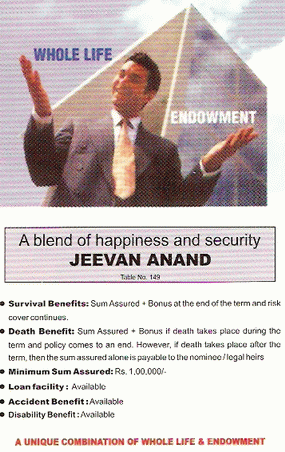 WHOLE LIFE
ENDOWMENT
A blend of happiness and security
JEEVAN ANAND
Table No. 149
● Survival Benefits: Sum Assured + Bonus at the end of the term and risk
cover continues.
● Death Benefit: Sum Assured + Bonus if death takes place during the
term and policy comes to an end. However, if death takes place after the
term, then the sum assured alone is payable to the nominee / legal heirs
● Minimum Sum Assured: Rs. 1,00,000/-
● Loan facility: Available
● Accident Benefit: Available
● Disability Benefit: Available
A UNIQUE COMBINATION OF WHOLE LIFE & ENDOWMENT